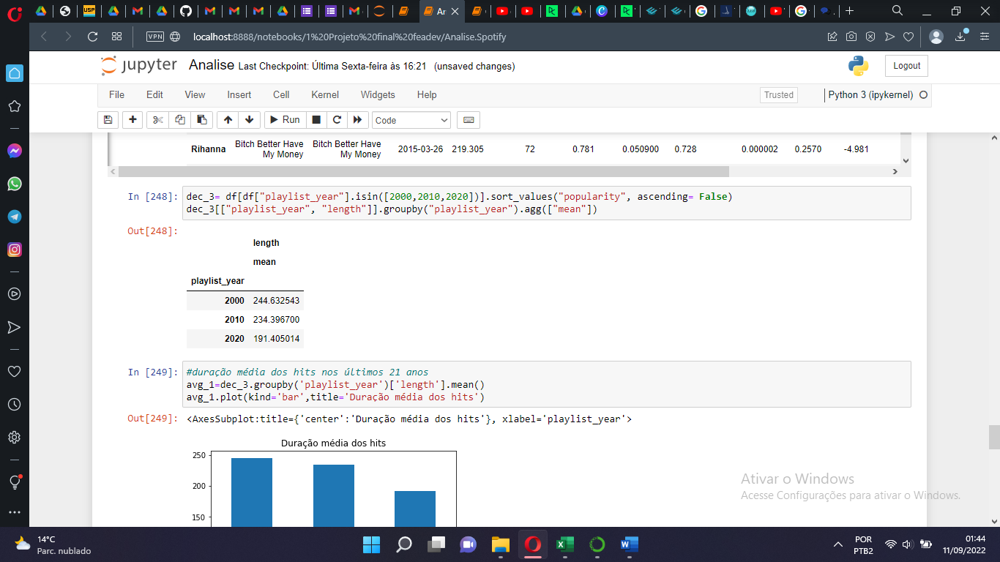 Ar
VPN localhost:8888/notebooks/1%20Projeto%20final%20feadev/Analise.Spotify
jupyter Analise Last Checkpoint: Última Sexta-feira às 16:21 (unsaved changes) Logout
File Edit View Insert Cell Kernel Widgets Help Trusted Python 3 (ipykernel)
Run Code
Rihanna Bitch Better Have Bitch Better Have 2015-03-26 219.305 72 0.781 0.050900 0.728 0.000002 0.2570 -4.981
My Money My Money
In [248]: dec_3= df[df["playlist_year"].isin([2000,2010,2020])].sort_values("popularity", ascending= False)
dec_3[["playlist_year", "length"]].groupby("playlist_year").agg(["mean"])
Out[248]:
length
mean
playlist_year
2000 244.632543
2010 234.396700
2020 191.405014
In [249]: #duração média dos hits nos últimos 21 anos
avg_1=dec_3.groupby('playlist_year')['length'].mean()
avg_1.plot(kind='bar',title='Duração média dos hits')
Out[249]: <AxesSubplot:title={'center':'Duração média dos hits'}, xlabel='playlist_year'>
Duração média dos hits
250
200
150
Ativar o Windows
Acesse Configurações para ativar o Windows.
14°C
Parc. nublado
POR
PTB2
01:44
11/09/2022